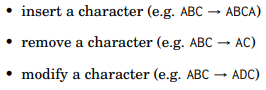 • insert a character (e.g. ABC → ABCA)
• remove a character (e.g. ABC → AC)
• modify a character (e.g. ABC → ADC)